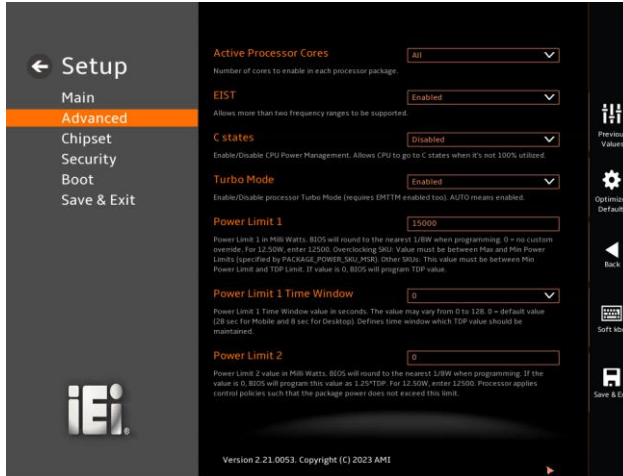 Setup
Main
Advanced
Chipset
Security
Boot
Save & Exit
iEi
Active Processor Cores
All
Number of cores to enable in each processor package.
EIST
Enabled
Allows more than two frequency ranges to be supported.
C states
Disabled
Enable/Disable CPU Power Management. Allows CPU to go to C states when it's not 100% utilized.
Turbo Mode
Enabled
Enable/Disable processor Turbo Mode (requires EMTTM enabled too). AUTO means enabled.
Power Limit 1
15000
Power Limit 1 in Milli Watts. BIOS will round to the nearest 1/8W when programming. 0 = no custom
override. For 12.50W, enter 12500. Overclocking SKU: Value must be between Max and Min Power
Limits (specified by PACKAGE_POWER_SKU_MSR). Other SKUs: This value must be between Min
Power Limit and TDP Limit. If value is 0, BIOS will program TDP value.
Power Limit 1 Time Window
0
Power Limit 1 Time Window value in seconds. The value may vary from 0 to 128. 0 = default value
(28 sec for Mobile and 8 sec for Desktop). Defines time window which TDP value should be
maintained.
Power Limit 2
0
Power Limit 2 value in Milli Watts. BIOS will round to the nearest 1/8W when programming. If the
value is 0, BIOS will program this value as 1.25*TDP. For 12.50W, enter 12500. Processor applies
control policies such that the package power does not exceed this limit.
Version 2.21.0053. Copyright (C) 2023 AMI
Previou
Values
Optimize
Default
Back
Soft kb
Save & E